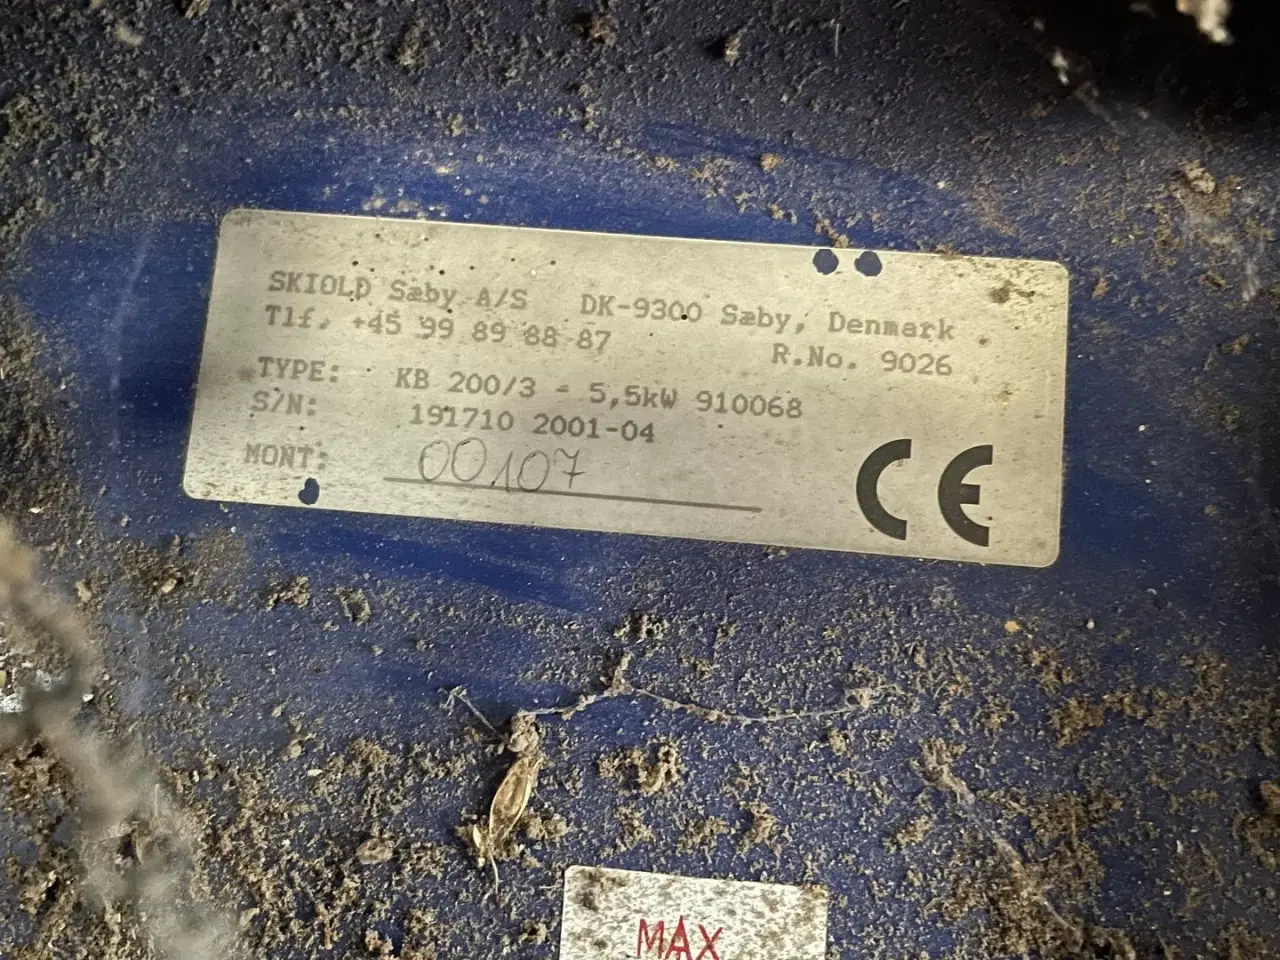 SKIOLD Sæby A/S DK-9300 Sæby, Denmark
Tlf. +45 99 89 88 87 R.No. 9026
TYPE: KB 200/3 - 5,5kW 910068
S/N: 191710 2001-04
MONT: 00107
CE
MAX